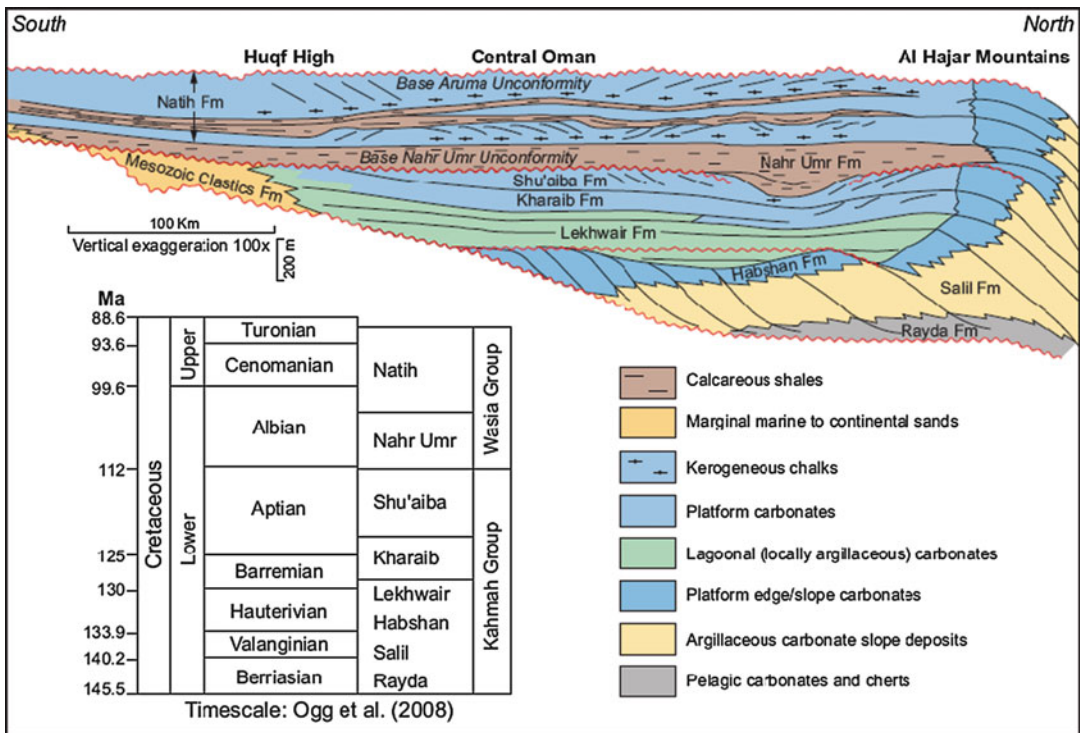 South
North
Huqf High
Central Oman
Al Hajar Mountains
Base Aruma Unconformity
Natih Fm
Base Nahr Umr Unconformity
Nahr Umr Fm
Mesozoic Clastics Fm
Shu'aiba Fm
Kharaib Fm
100 Km
Lekhwair Fm
Vertical exaggeration 100x
200 m
Habshan Fm
Salil Fm
Rayda Fm
Ma
88.6
93.6
99.6
112
125
130
133.9
140.2
145.5
Cretaceous
Upper
Lower
Turonian
Cenomanian
Albian
Aptian
Barremian
Hauterivian
Valanginian
Berriasian
Natih
Nahr Umr
Shu'aiba
Kharaib
Lekhwair
Habshan
Salil
Rayda
Wasia Group
Kahmah Group
Timescale: Ogg et al. (2008)
Calcareous shales
Marginal marine to continental sands
Kerogeneous chalks
Platform carbonates
Lagoonal (locally argillaceous) carbonates
Platform edge/slope carbonates
Argillaceous carbonate slope deposits
Pelagic carbonates and cherts